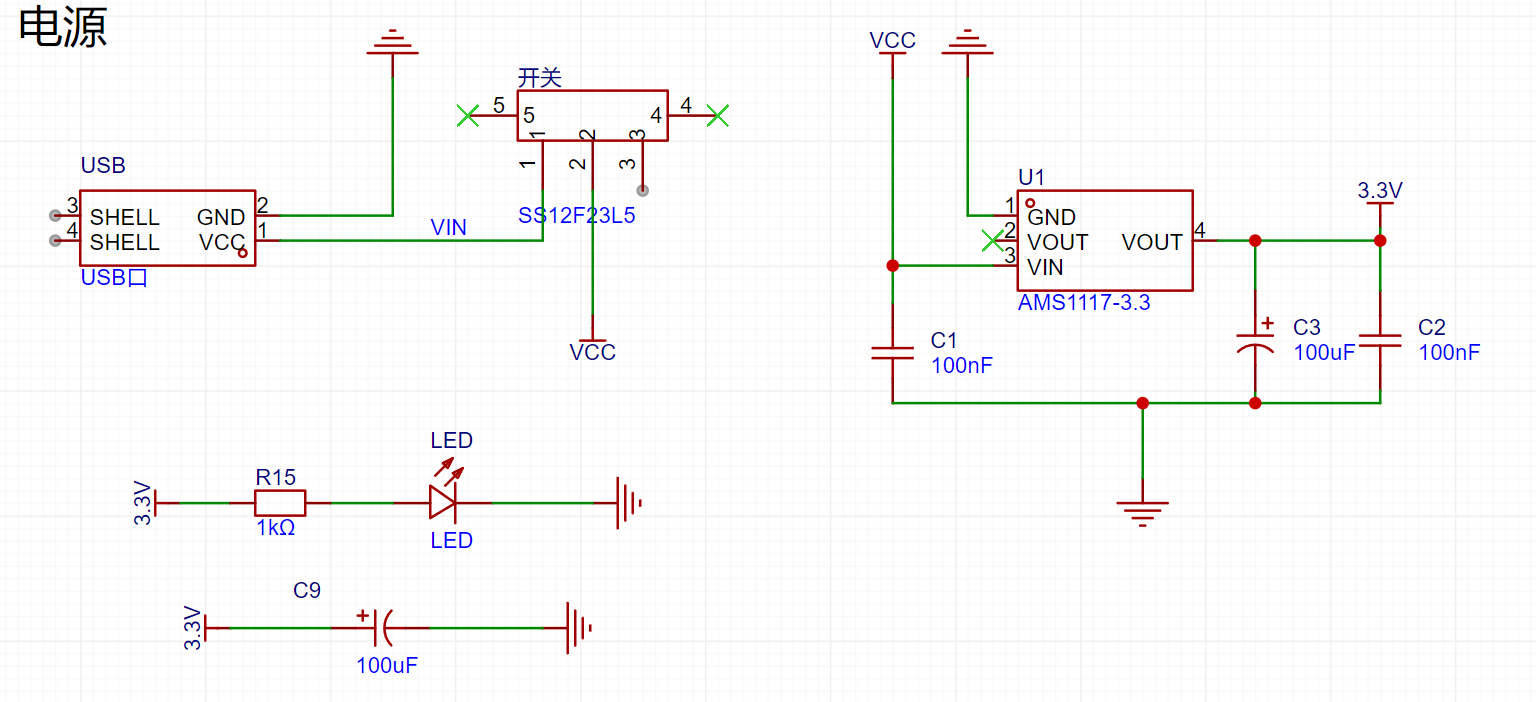 电源
USB
3 SHELL GND 2
4 SHELL VCC 1
USB口
VIN
开关
5 5 4 4
1 2 3
1 2 3
SS12F23L5
VCC
VCC
U1
1 GND
2 VOUT VOUT 4
3 VIN
AMS1117-3.3
3.3V
C1
100nF
+ C3
100uF
C2
100nF
LED
3.3V R15
1kΩ
LED
C9
3.3V +
100uF